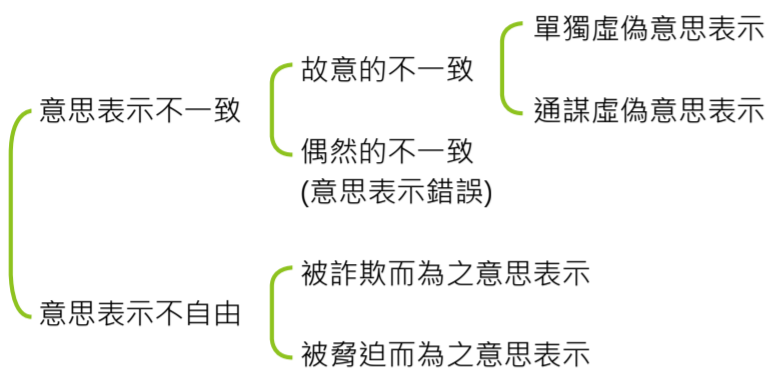 單獨虛偽意思表示
故意的不一致
意思表示不一致
通謀虛偽意思表示
偶然的不一致
(意思表示錯誤)
被詐欺而為之意思表示
意思表示不自由
被脅迫而為之意思表示